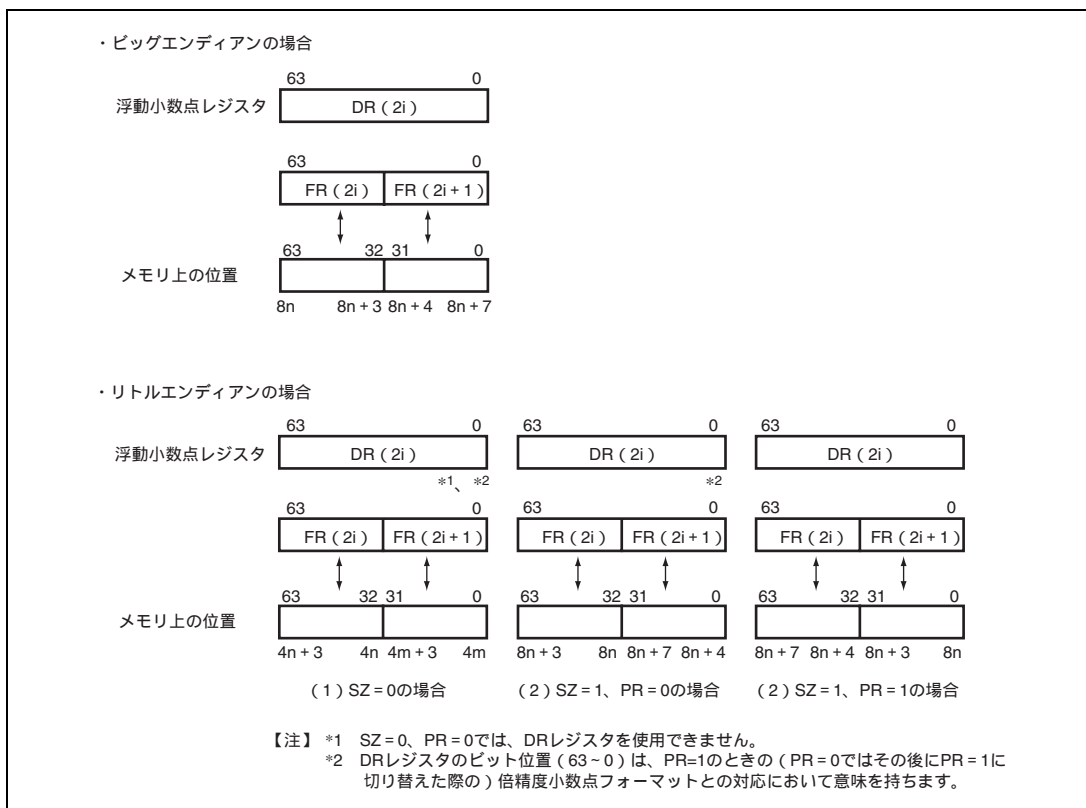 ・ビッグエンディアンの場合
63 0
浮動小数点レジスタ DR（2i）
63 0
FR（2i） FR（2i+1）
63 32 31 0
メモリ上の位置
8n 8n+3 8n+4 8n+7
・リトルエンディアンの場合
63 0 63 0 63 0
浮動小数点レジスタ DR（2i） DR（2i） DR（2i）
*1、*2 *2
63 0 63 0 63 0
FR（2i） FR（2i+1） FR（2i） FR（2i+1） FR（2i） FR（2i+1）
63 32 31 0 63 32 31 0 63 32 31 0
メモリ上の位置
4n+3 4n 4m+3 4m 8n+3 8n 8n+7 8n+4 8n+7 8n+4 8n+3 8n
（1）SZ=0の場合 （2）SZ=1、PR=0の場合 （2）SZ=1、PR=1の場合
【注】 *1 SZ=0、PR=0では、DRレジスタを使用できません。
*2 DRレジスタのビット位置（63~0）は、PR=1のときの（PR=0ではその後にPR=1に
切り替えた際の）倍精度小数点フォーマットとの対応において意味を持ちます。